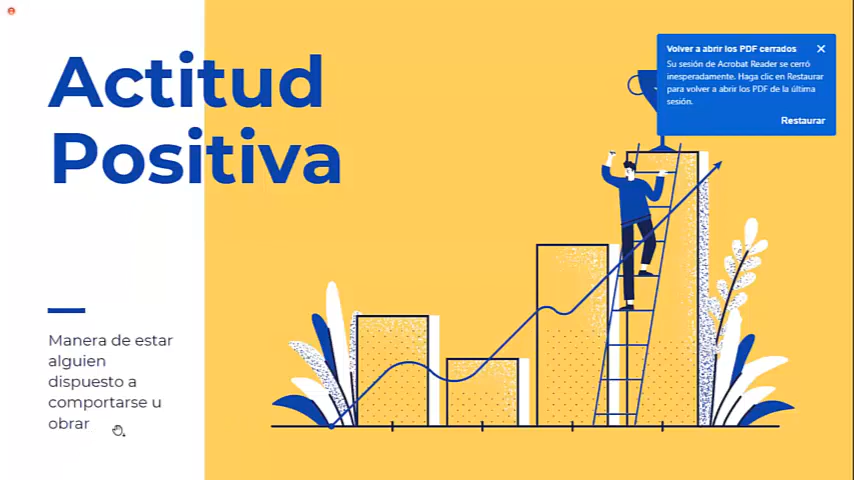 Actitud
Positiva
Manera de estar
alguien
dispuesto a
comportarse u
obrar
Volver a abrir los PDF cerrados
Su sesión de Acrobat Reader se cerró
inesperadamente. Haga clic en Restaurar
para volver a abrir los PDF de la última
sesión.
Restaurar